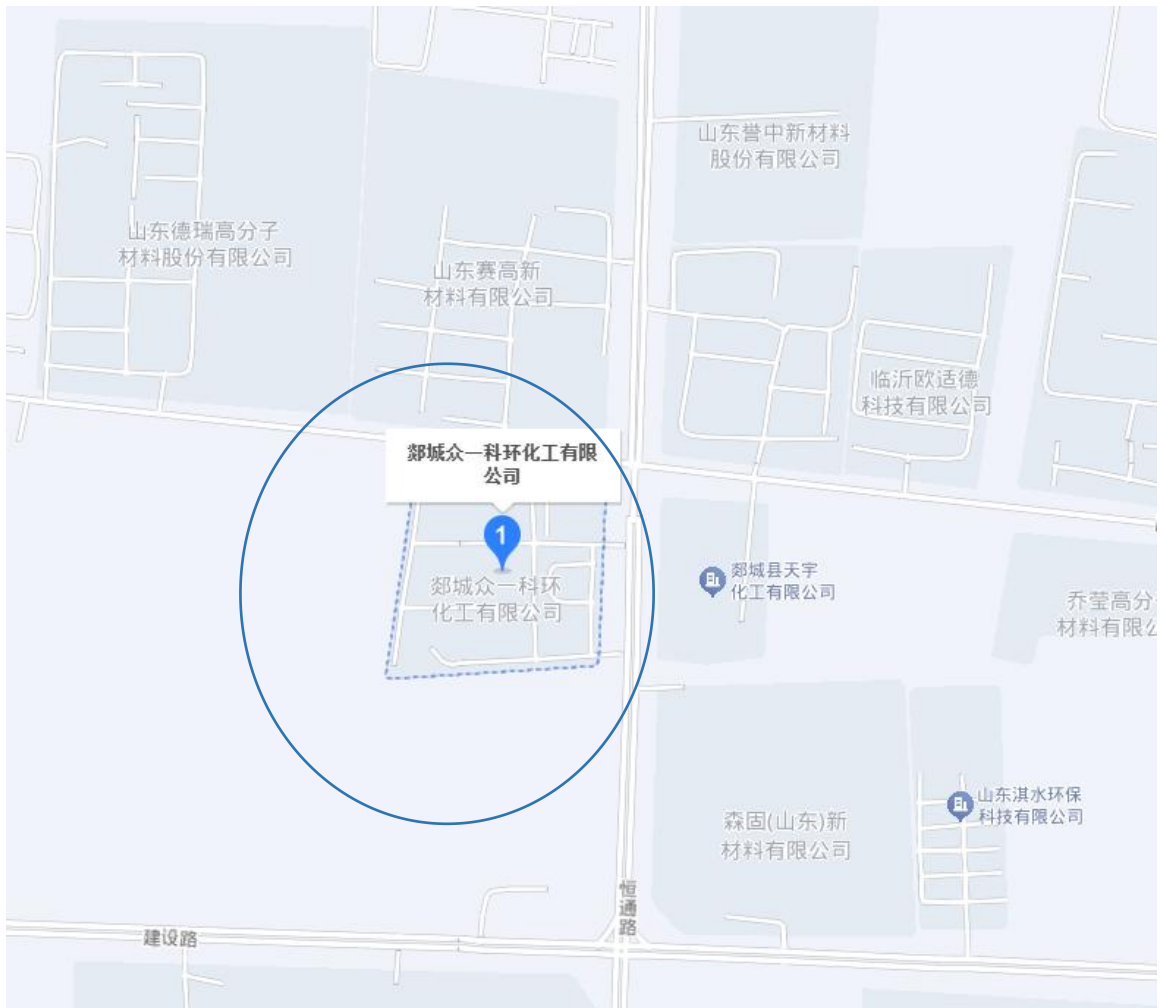 山东誉中新材料
股份有限公司
山东德瑞高分子
材料股份有限公司
山东赛高新
材料有限公司
临沂欧适德
科技有限公司
郯城众一科环化工有限
公司
1
郯城众一科环
化工有限公司
郯城县天宇
化工有限公司
乔莹高分
材料有限公
山东淇水环保
科技有限公司
森固(山东)新
材料有限公司
恒通路
建设路